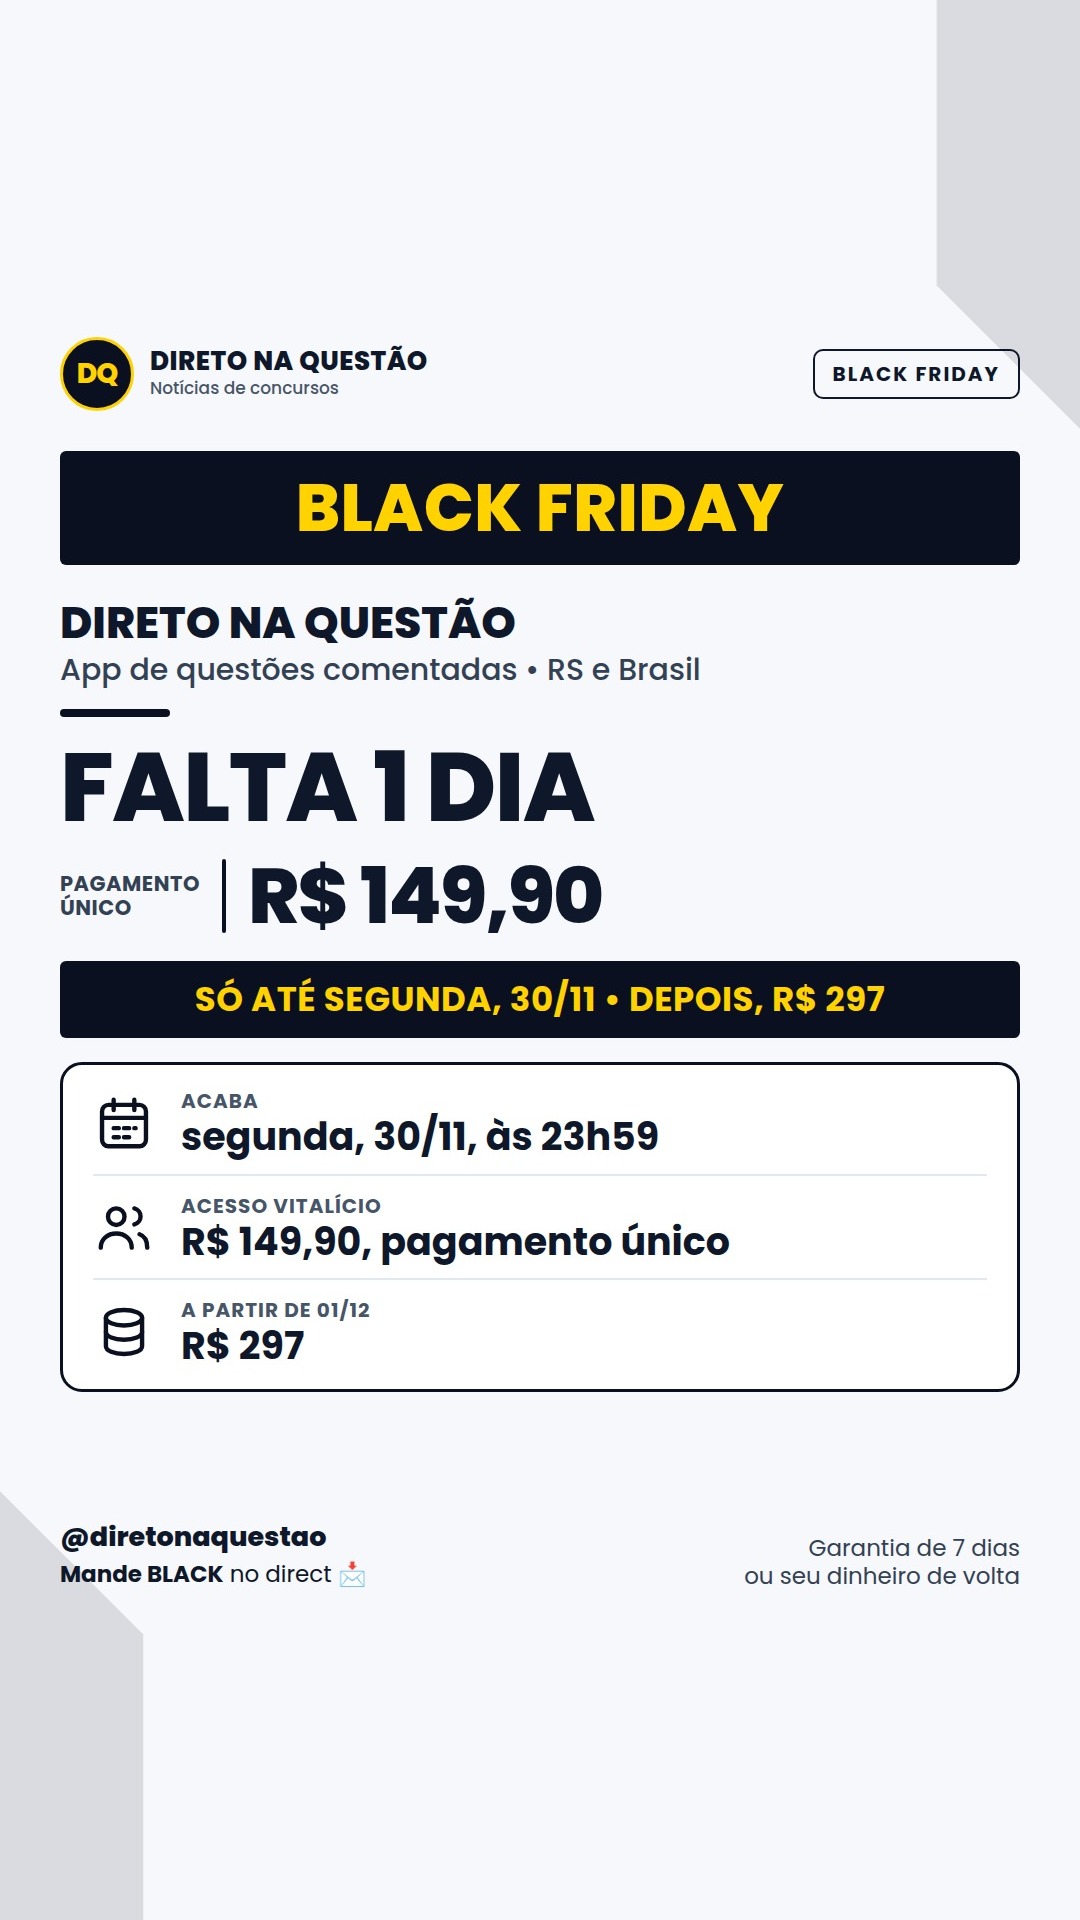 DQ
DIRETO NA QUESTÃO
Notícias de concursos
BLACK FRIDAY
BLACK FRIDAY
DIRETO NA QUESTÃO
App de questões comentadas • RS e Brasil
FALTA 1 DIA
PAGAMENTO
ÚNICO
R$ 149,90
SÓ ATÉ SEGUNDA, 30/11 • DEPOIS, R$ 297
ACABA
segunda, 30/11, às 23h59
ACESSO VITALÍCIO
R$ 149,90, pagamento único
A PARTIR DE 01/12
R$ 297
@diretonaquestao
Mande BLACK no direct 📩
Garantia de 7 dias
ou seu dinheiro de volta